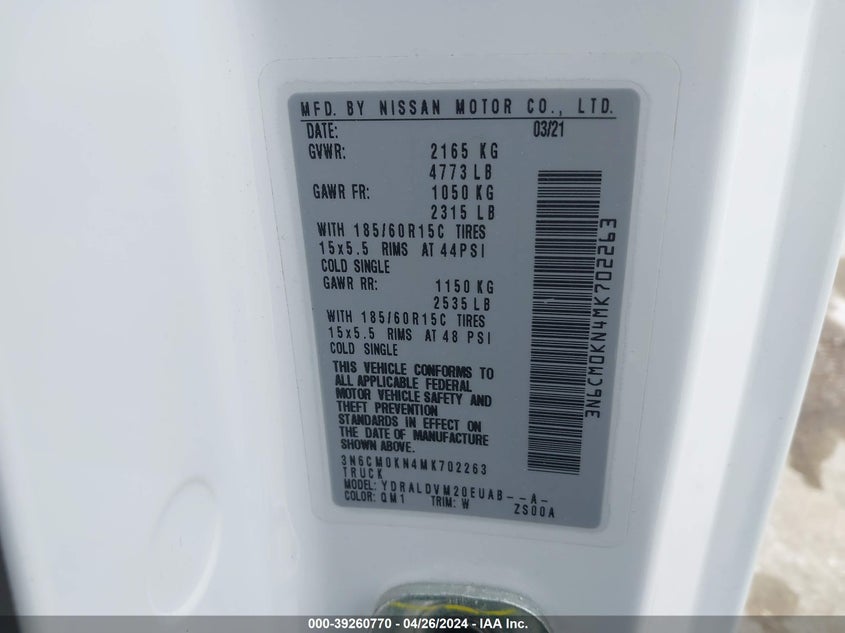 MFD. BY NISSAN MOTOR CO., LTD.
DATE: 03/21
GVWR: 2165 KG
4773 LB
GAWR FR: 1050 KG
2315 LB
WITH 185/60R15C TIRES
15x5.5 RIMS AT 44PSI
COLD SINGLE
GAWR RR: 1150 KG
2535 LB
WITH 185/60R15C TIRES
15x5.5 RIMS AT 48 PSI
COLD SINGLE
THIS VEHICLE CONFORMS TO
ALL APPLICABLE FEDERAL
MOTOR VEHICLE SAFETY AND
THEFT PREVENTION
STANDARDS IN EFFECT ON
THE DATE OF MANUFACTURE
SHOWN ABOVE.
3N6CM0KN4MK702263
TRUCK
MODEL: YDRALDVM20EUAB--A-
COLOR: QM1 TRIM: W ZS00A
3N6CM0KN4MK702263
000-39260770 - 04/26/2024 - IAA Inc.